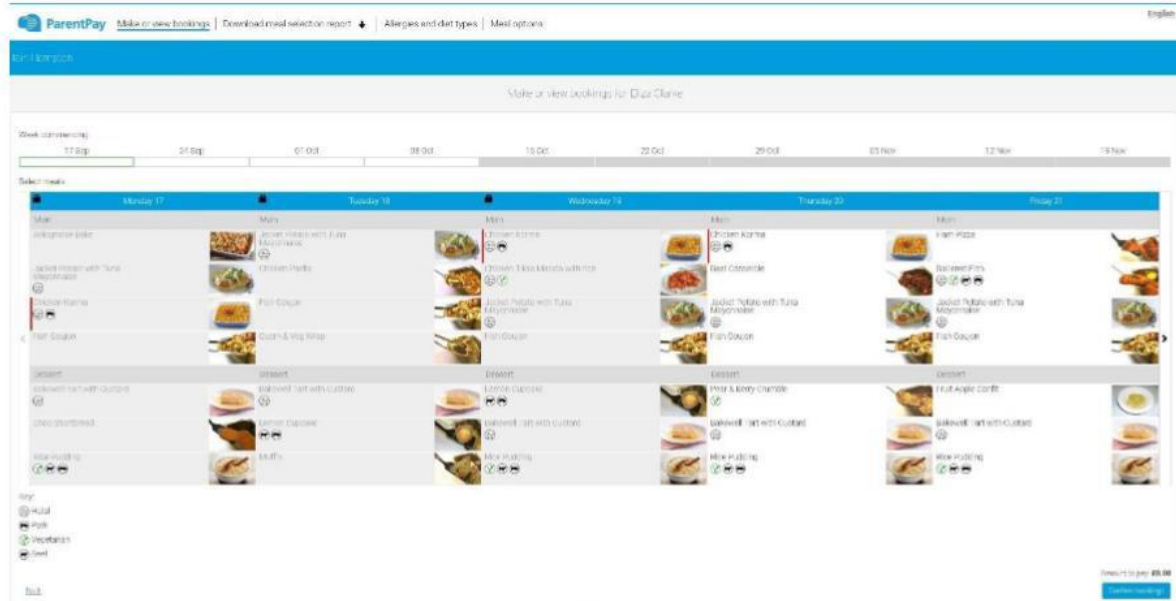 ParentPay Make or view bookings Download meal selection report Allergies and diet types Meal options
English
Make or view bookings for Eliza Clarke
Week commencing
17 Sep 24 Sep 01 Oct 08 Oct 15 Oct 22 Oct 29 Oct 05 Nov 12 Nov 19 Nov
Select meals
Monday 17 Tuesday 18 Wednesday 19 Thursday 20 Friday 21
Main Main Main Main Main
Bolognese Bake Jacket Potato with Tuna Mayonnaise Chicken Korma Chicken Korma Ham Pizza
Jacket Potato with Tuna Mayonnaise Chicken Chicken Tikka Masala with rice Beef Casserole Battered Fish
Chicken Korma Fish Goujon Jacket Potato with Tuna Mayonnaise Jacket Potato with Tuna Mayonnaise Jacket Potato with Tuna Mayonnaise
Fish Goujon Quorn & Veg Wrap Fish Goujon Fish Goujon Fish Goujon
Dessert Dessert Dessert Dessert Dessert
Bakewell Tart with Custard Bakewell Tart with Custard Lemon Cupcake Pear & Berry Crumble Fruit Apple Confit
Choc Shortbread Lemon Cupcake Bakewell Tart with Custard Bakewell Tart with Custard Bakewell Tart with Custard
Rice Pudding Muffin Rice Pudding Rice Pudding Rice Pudding
Key:
Halal
Pork
Vegetarian
Beef
Amount to pay: £0.00
Back
Confirm bookings